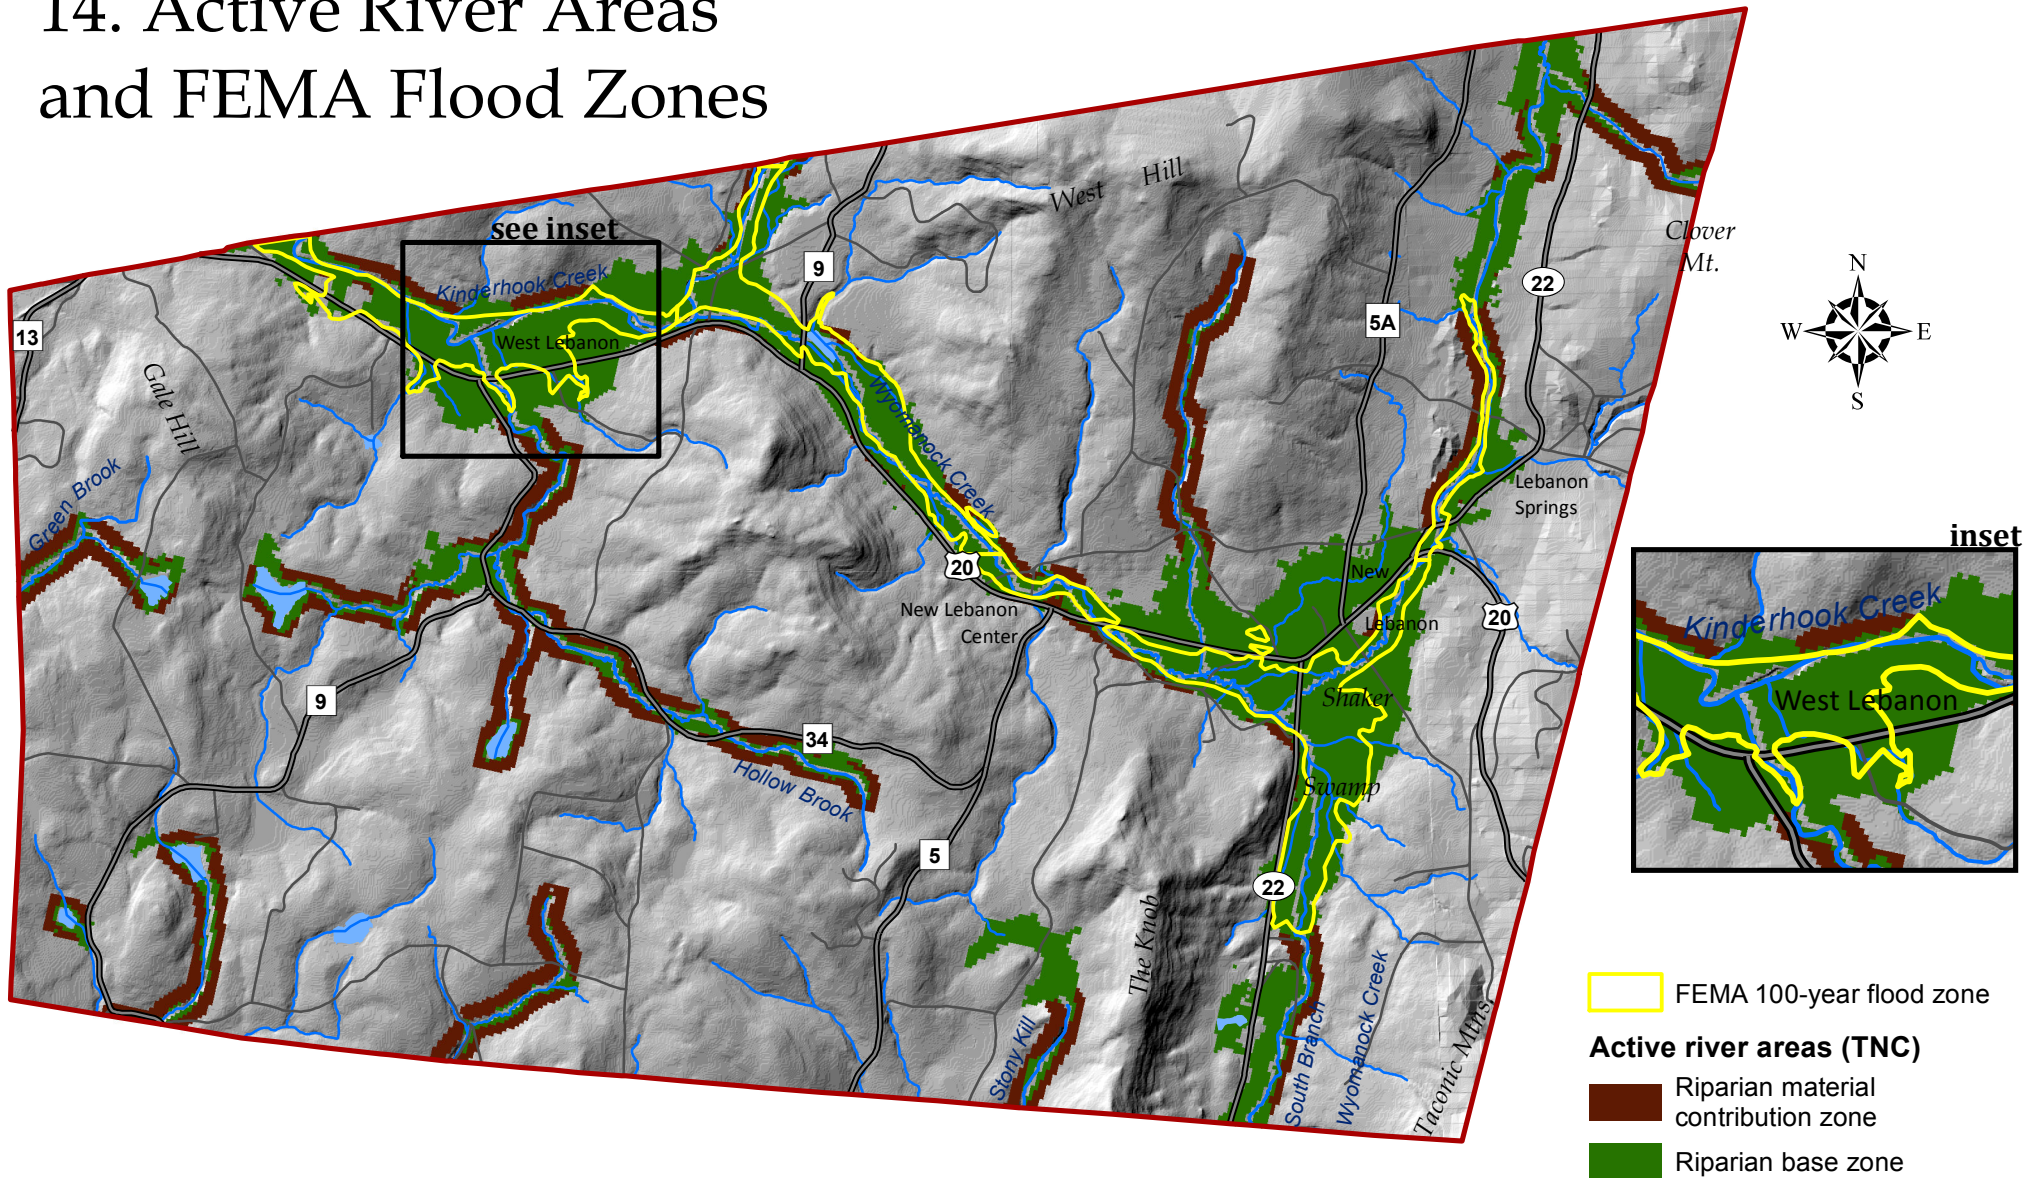 14. Active River Areas
and FEMA Flood Zones
see inset
Kinderhook Creek
West Lebanon
9
West Hill
22
Clover
Mt.
N
W E
S
13
5A
Gale Hill
Wyomanock Creek
Green Brook
Lebanon
Springs
20
New Lebanon
Center
New
Lebanon
20
Shaker
Swamp
9
34
Hollow Brook
5
22
The Knob
Stony Kill
South Branch
Wyomanock Creek
Taconic Mtns.
inset
Kinderhook Creek
West Lebanon
FEMA 100-year flood zone
Active river areas (TNC)
Riparian material
contribution zone
Riparian base zone